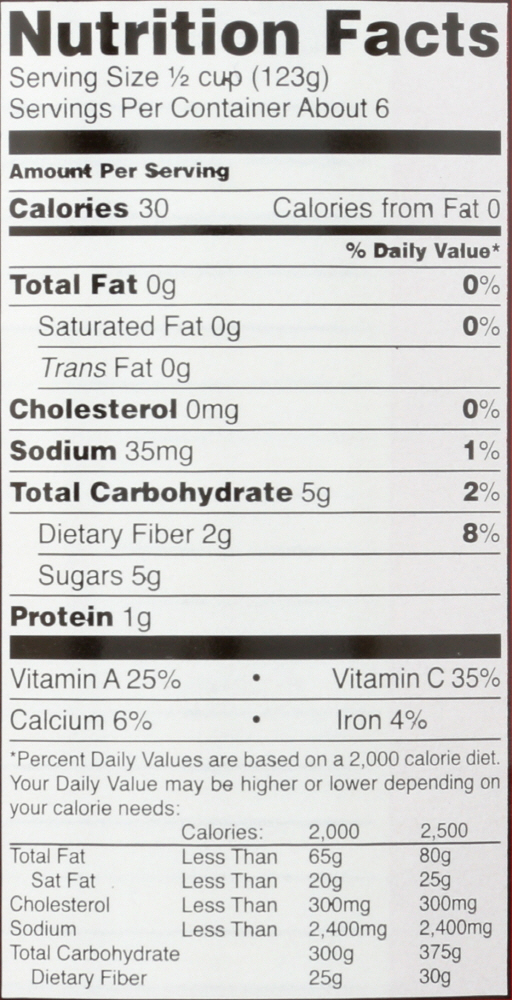 Nutrition Facts
Serving Size ½ cup (123g)
Servings Per Container About 6
Amount Per Serving
Calories 30 Calories from Fat 0
% Daily Value*
Total Fat 0g 0%
Saturated Fat 0g 0%
Trans Fat 0g
Cholesterol 0mg 0%
Sodium 35mg 1%
Total Carbohydrate 5g 2%
Dietary Fiber 2g 8%
Sugars 5g
Protein 1g
Vitamin A 25% • Vitamin C 35%
Calcium 6% • Iron 4%
*Percent Daily Values are based on a 2,000 calorie diet.
Your Daily Value may be higher or lower depending on
your calorie needs:
Calories: 2,000 2,500
Total Fat Less Than 65g 80g
Sat Fat Less Than 20g 25g
Cholesterol Less Than 300mg 300mg
Sodium Less Than 2,400mg 2,400mg
Total Carbohydrate 300g 375g
Dietary Fiber 25g 30g